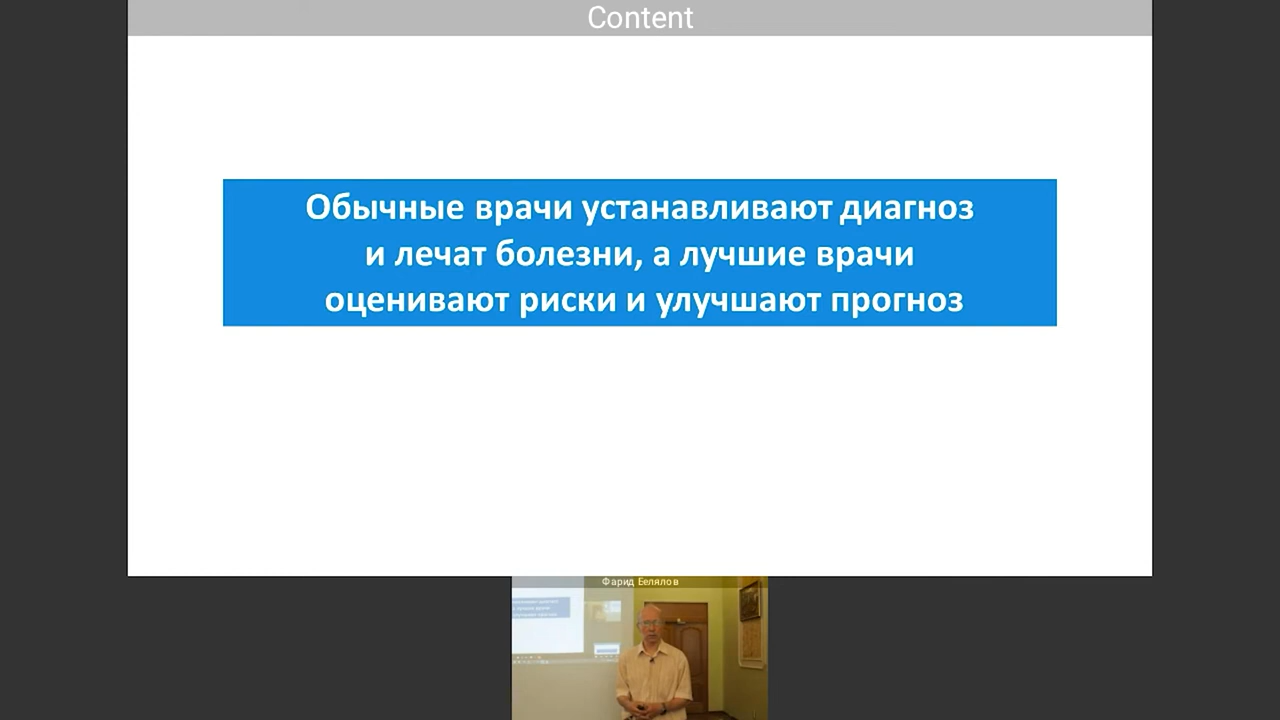 Content
Обычные врачи устанавливают диагноз
и лечат болезни, а лучшие врачи
оценивают риски и улучшают прогноз
Фарид Белялов